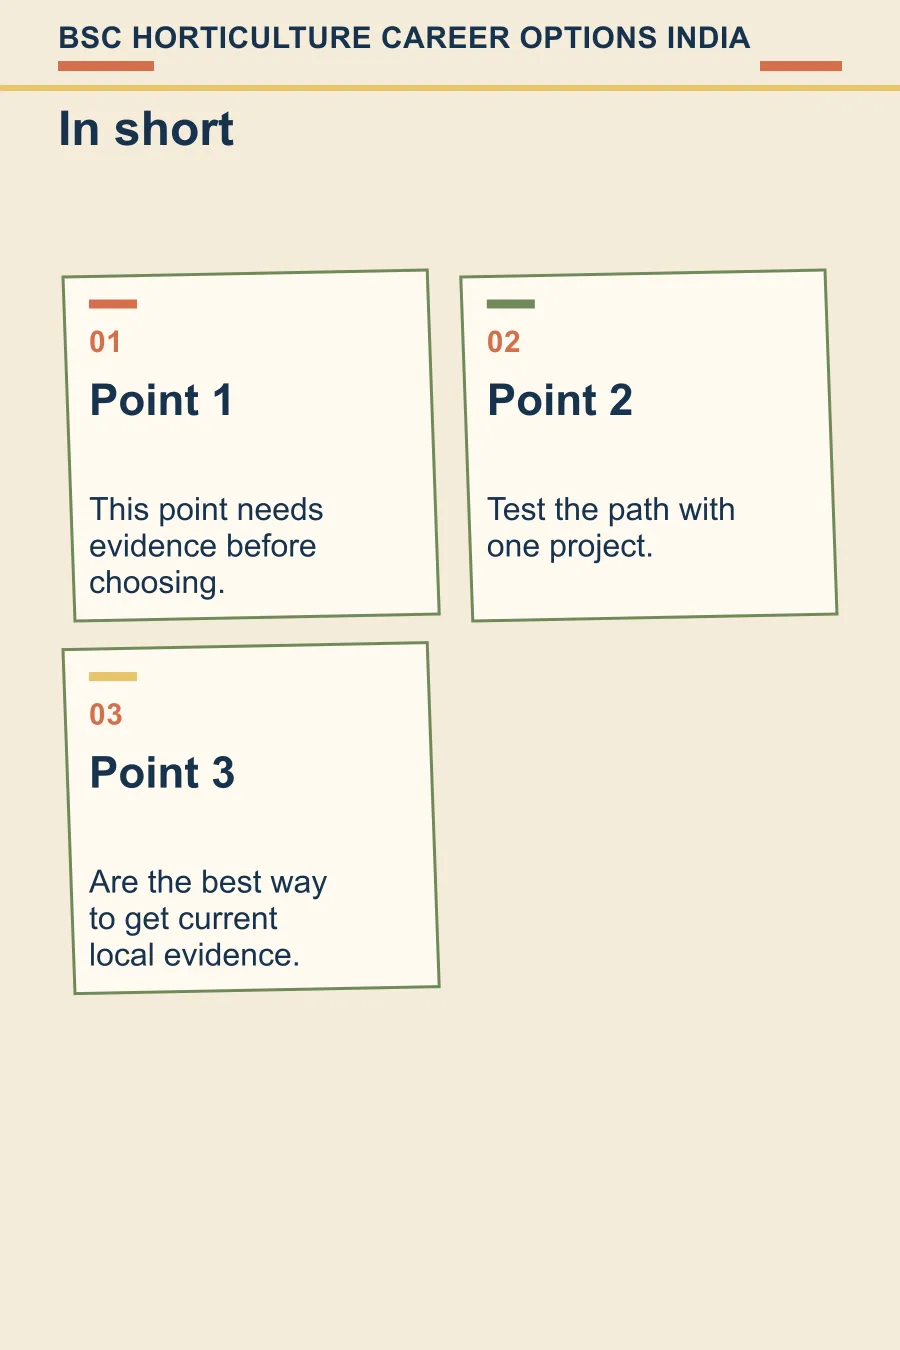 BSC HORTICULTURE CAREER OPTIONS INDIA
In short
01
Point 1
This point needs
evidence before
choosing.
02
Point 2
Test the path with
one project.
03
Point 3
Are the best way
to get current
local evidence.